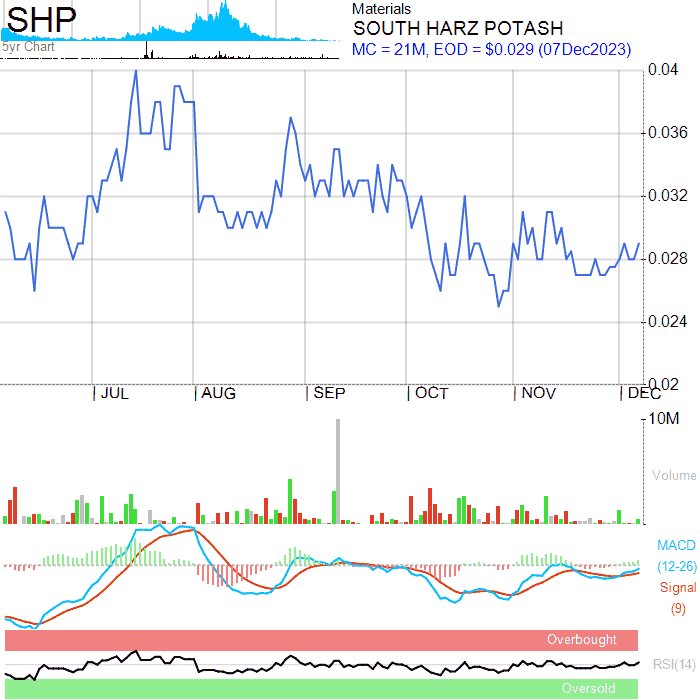 SHP
5yr Chart
Materials
SOUTH HARZ POTASH
MC = 21M, EOD = $0.029 (07Dec2023)
0.04
0.036
0.032
0.028
0.024
0.02
JUL AUG SEP OCT NOV DEC
10M
Volume
MACD
(12-26)
Signal
(9)
Overbought
RSI(14)
Oversold